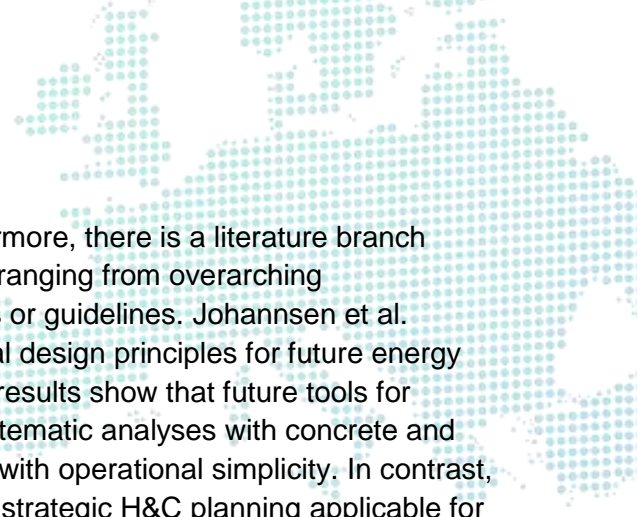 rmore, there is a literature branch
ranging from overarching
s or guidelines. Johannsen et al.
al design principles for future energy
results show that future tools for
tematic analyses with concrete and
with operational simplicity. In contrast,
strategic H&C planning applicable for